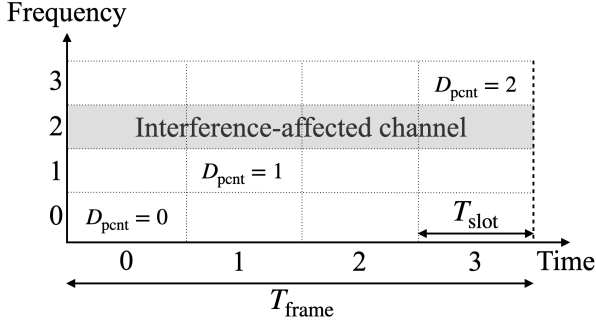 Frequency
3
D_pcnt = 2
2
Interference-affected channel
1
D_pcnt = 1
0
D_pcnt = 0
T_slot
0 1 2 3 Time
T_frame